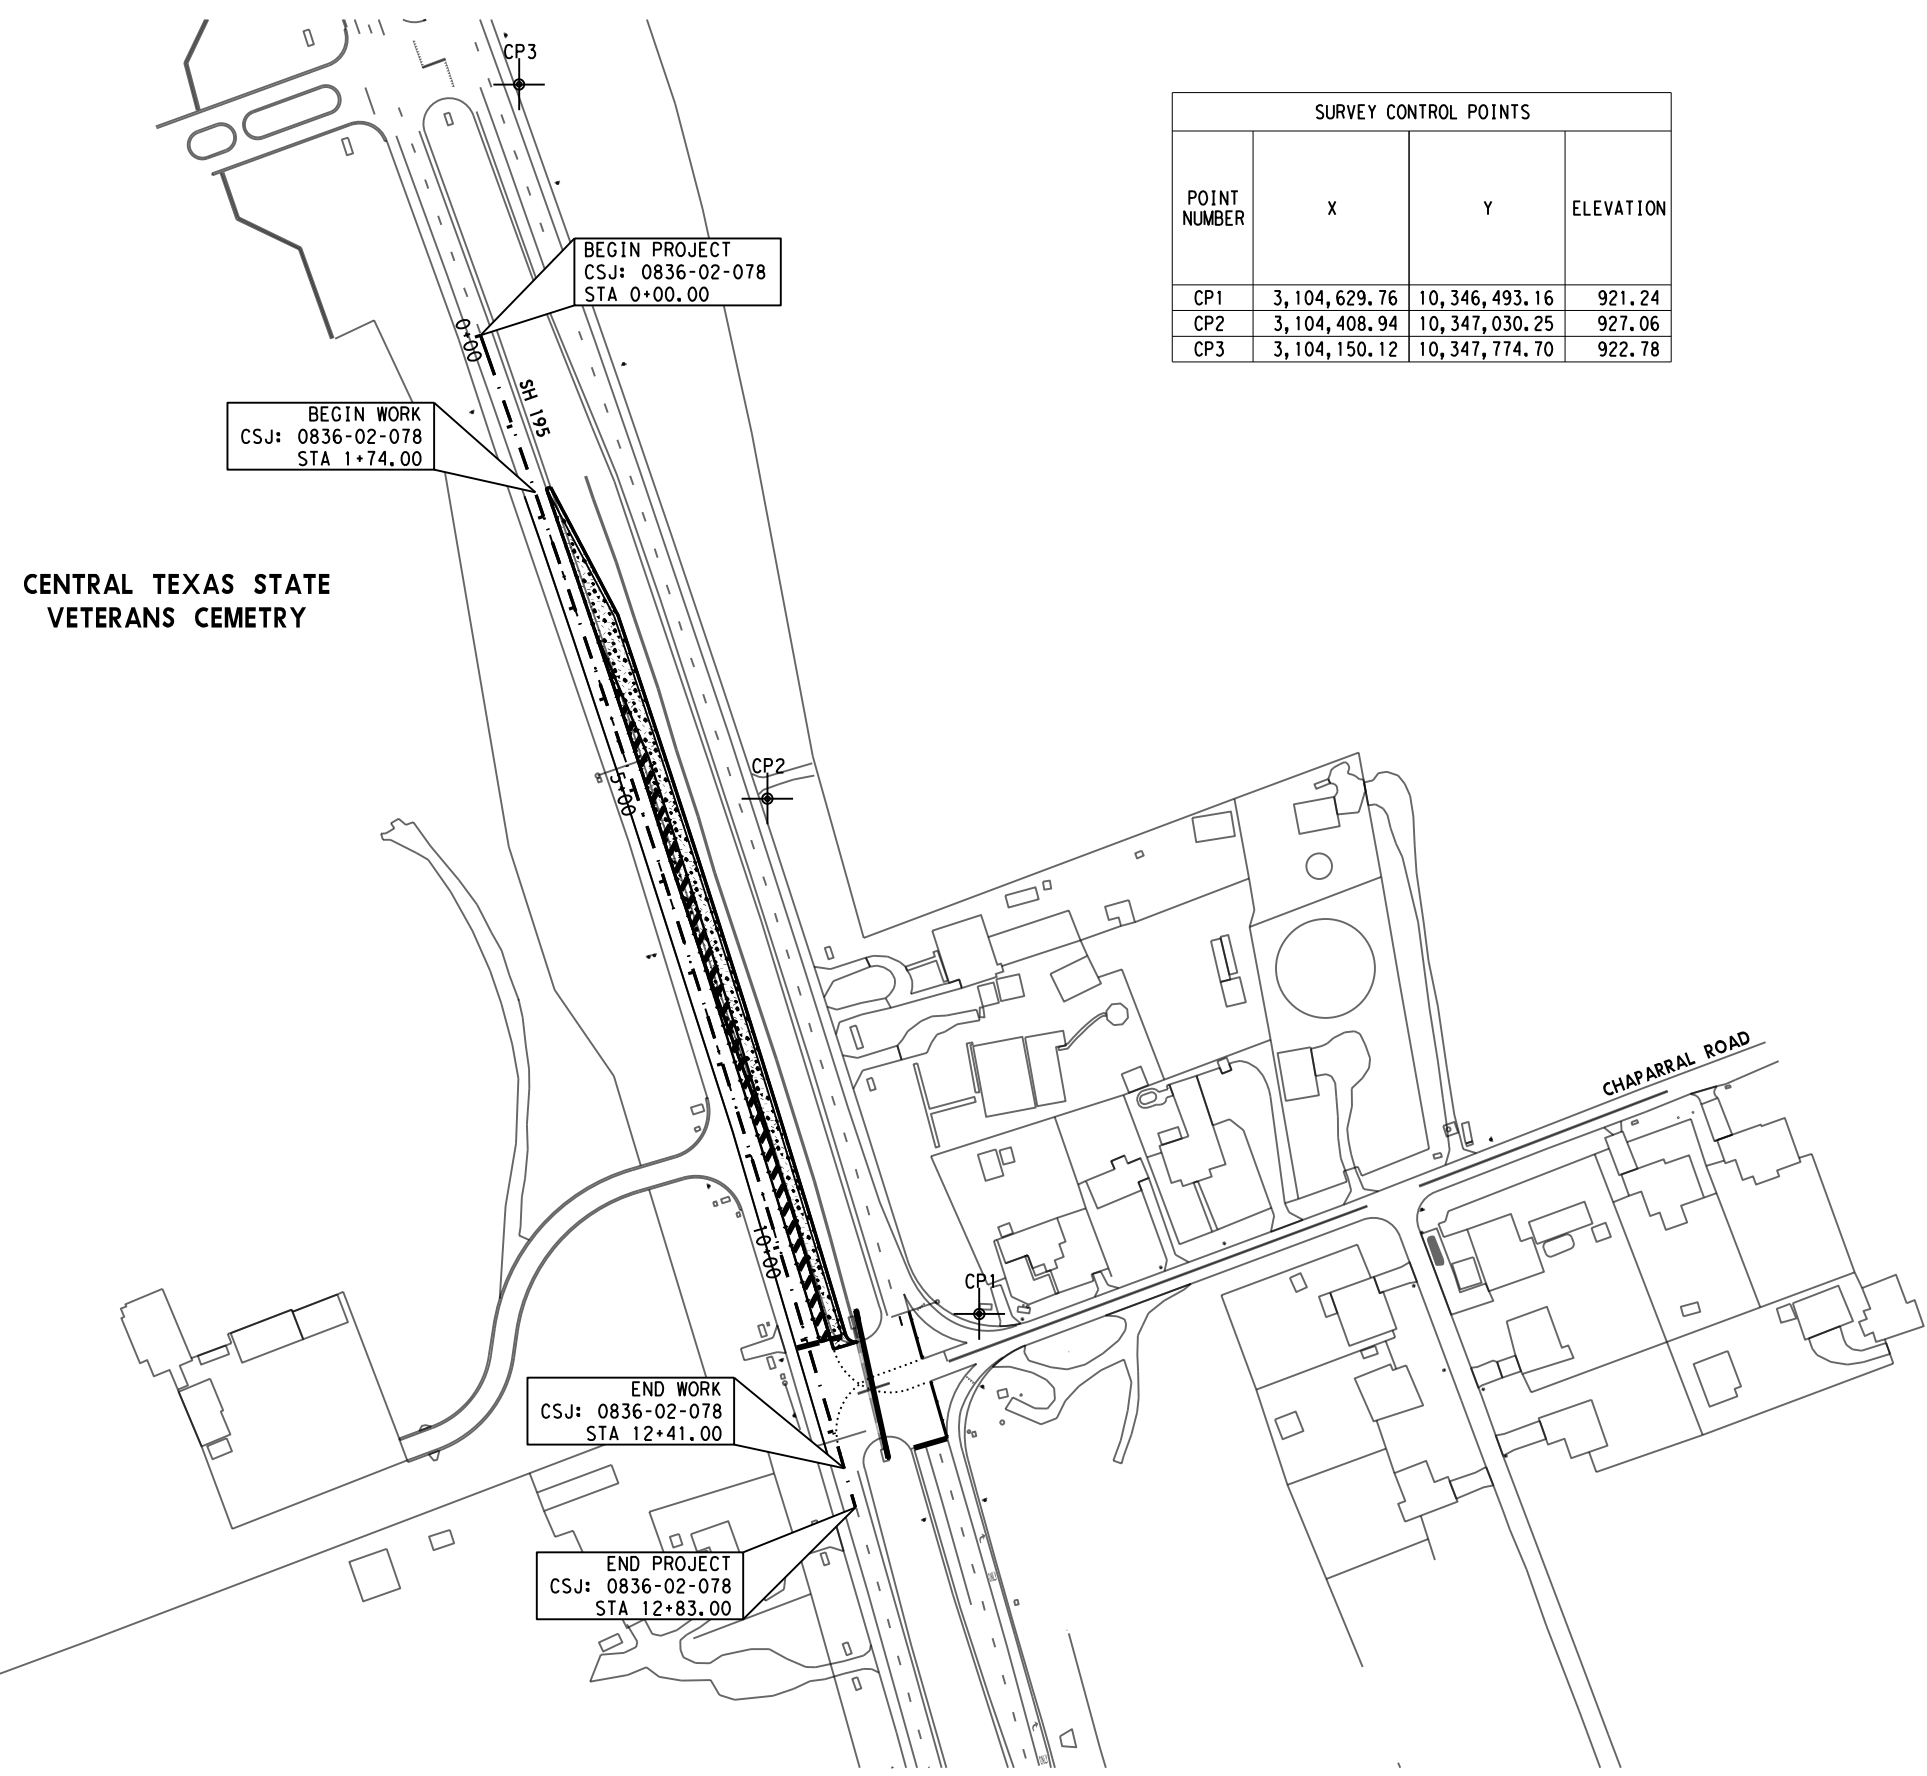 CP3
SURVEY CONTROL POINTS
POINT NUMBER X Y ELEVATION
CP1 3,104,629.76 10,346,493.16 921.24
CP2 3,104,408.94 10,347,030.25 927.06
CP3 3,104,150.12 10,347,774.70 922.78
BEGIN PROJECT
CSJ: 0836-02-078
STA 0+00.00
0+00
SH 195
BEGIN WORK
CSJ: 0836-02-078
STA 1+74.00
CENTRAL TEXAS STATE
VETERANS CEMETRY
CP2
5+00
CHAPARRAL ROAD
10+00
CP1
END WORK
CSJ: 0836-02-078
STA 12+41.00
END PROJECT
CSJ: 0836-02-078
STA 12+83.00